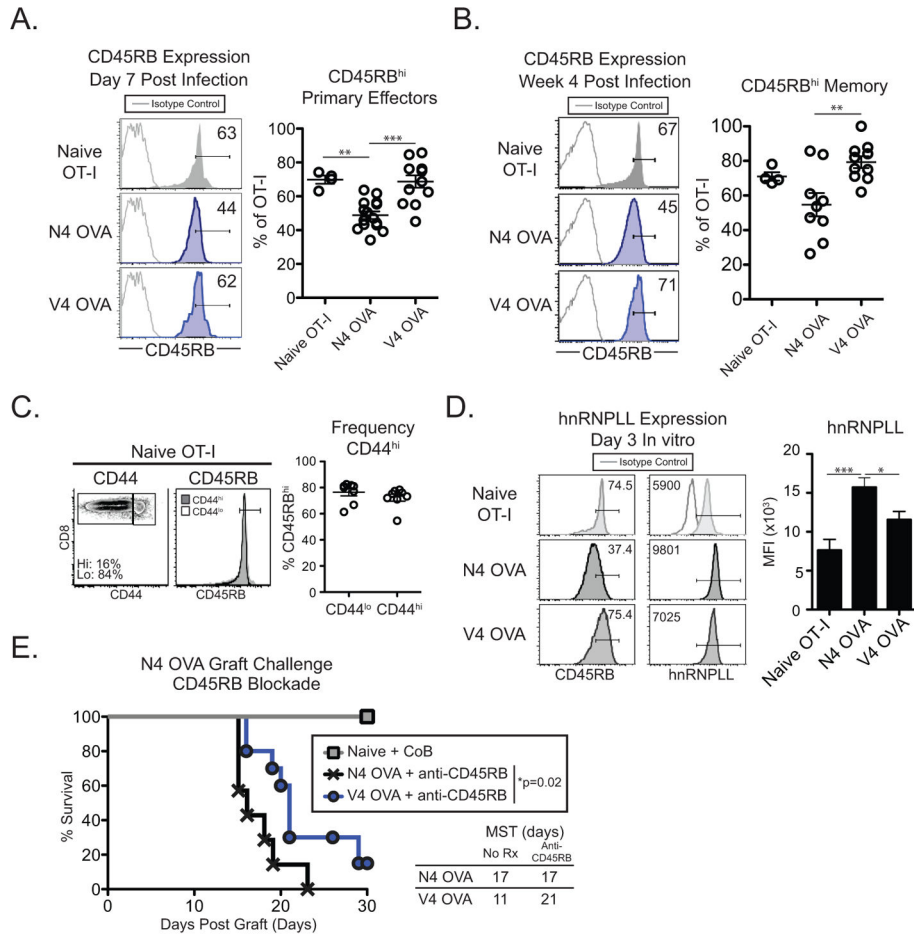 A.
CD45RB Expression
Day 7 Post Infection
Isotype Control
Naive
OT-I
63
N4 OVA
44
V4 OVA
62
CD45RB
CD45RBhi
Primary Effectors
% of OT-I
100
80
60
40
20
0
**
***
Naive OT-I
N4 OVA
V4 OVA
B.
CD45RB Expression
Week 4 Post Infection
Isotype Control
Naive
OT-I
67
N4 OVA
45
V4 OVA
71
CD45RB
CD45RBhi Memory
% of OT-I
100
80
60
40
20
0
**
Naive OT-I
N4 OVA
V4 OVA
C.
Naive OT-I
CD44
CD45RB
CD8
Hi: 16%
Lo: 84%
CD44
CD44hi
CD44lo
CD45RB
Frequency
CD44hi
% CD45RBhi
100
80
60
40
20
0
CD44lo
CD44hi
D.
hnRNPLL Expression
Day 3 In vitro
Isotype Control
Naive
OT-I
74.5
5900
N4 OVA
37.4
9801
V4 OVA
75.4
7025
CD45RB
hnRNPLL
hnRNPLL
MFI (x10³)
20
15
10
5
0
***
*
Naive OT-I
N4 OVA
V4 OVA
E.
N4 OVA Graft Challenge
CD45RB Blockade
% Survival
100
80
60
40
20
0
0
10
20
30
Days Post Graft (Days)
Naive + CoB
N4 OVA + anti-CD45RB
V4 OVA + anti-CD45RB
*p=0.02
MST (days)
No Rx
Anti-
CD45RB
N4 OVA 17 17
V4 OVA 11 21